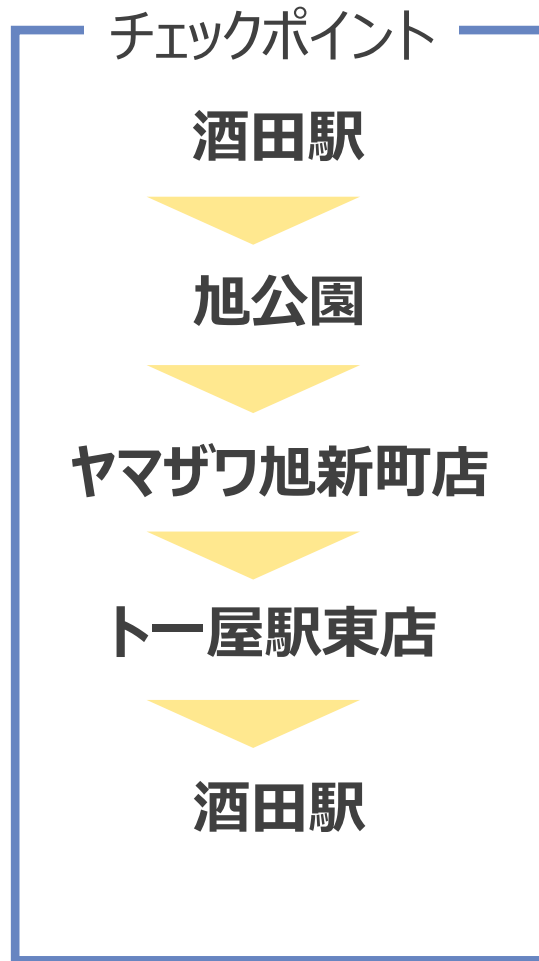 チェックポイント
酒田駅
旭公園
ヤマザワ旭新町店
ト一屋駅東店
酒田駅